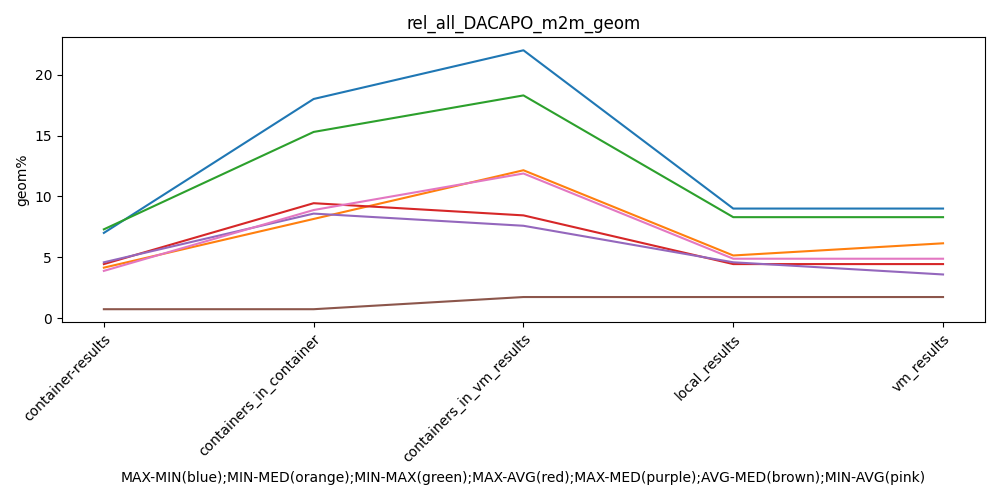 rel_all_DACAPO_m2m_geom
geom%
20
15
10
5
0
container-results
containers_in_container
containers_in_vm_results
local_results
vm_results
MAX-MIN(blue);MIN-MED(orange);MIN-MAX(green);MAX-AVG(red);MAX-MED(purple);AVG-MED(brown);MIN-AVG(pink)